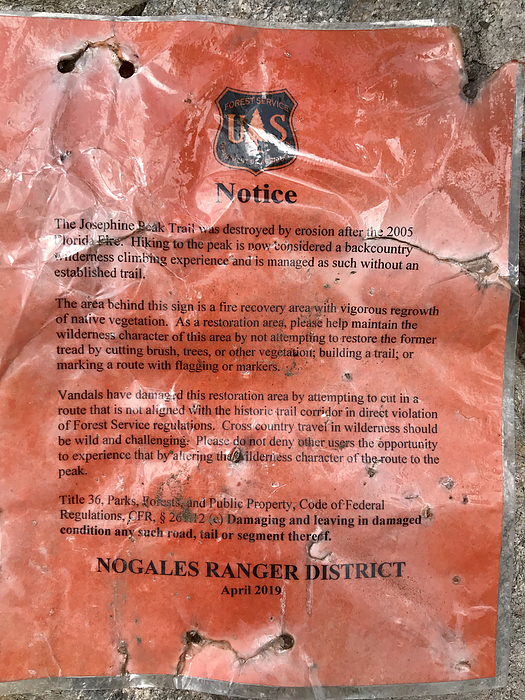 FOREST SERVICE
U S
Notice
The Josephine Peak Trail was destroyed by erosion after the 2005
Florida Fire. Hiking to the peak is now considered a backcountry
wilderness climbing experience and is managed as such without an
established trail.
The area behind this sign is a fire recovery area with vigorous regrowth
of native vegetation. As a restoration area, please help maintain the
wilderness character of this area by not attempting to restore the former
tread by cutting brush, trees, or other vegetation; building a trail; or
marking a route with flagging or markers.
Vandals have damaged this restoration area by attempting to cut in a
route that is not aligned with the historic trail corridor in direct violation
of Forest Service regulations. Cross country travel in wilderness should
be wild and challenging. Please do not deny other users the opportunity
to experience that by altering the wilderness character of the route to the
peak.
Title 36, Parks, Forests, and Public Property, Code of Federal
Regulations, CFR, § 261.12 (c) Damaging and leaving in damaged
condition any such road, tail or segment thereof.
NOGALES RANGER DISTRICT
April 2019